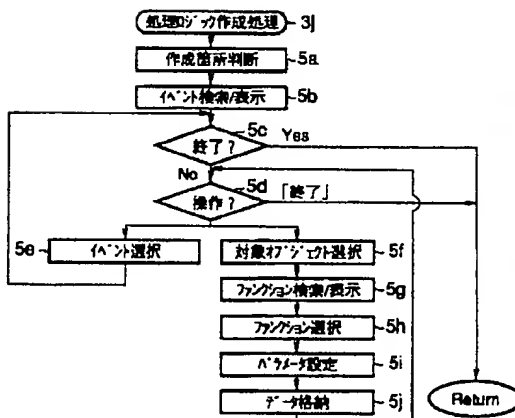 処理ﾛｼﾞｯｸ作成処理 3j
作成箇所判断 5a
ｲﾍﾞﾝﾄ検索/表示 5b
終了? 5c Yes
No
操作? 5d 「終了」
5e ｲﾍﾞﾝﾄ選択
対象ｵﾌﾞｼﾞｪｸﾄ選択 5f
ﾌｧﾝｸｼｮﾝ検索/表示 5g
ﾌｧﾝｸｼｮﾝ選択 5h
ﾊﾟﾗﾒｰﾀ設定 5i
ﾃﾞｰﾀ格納 5j
Return